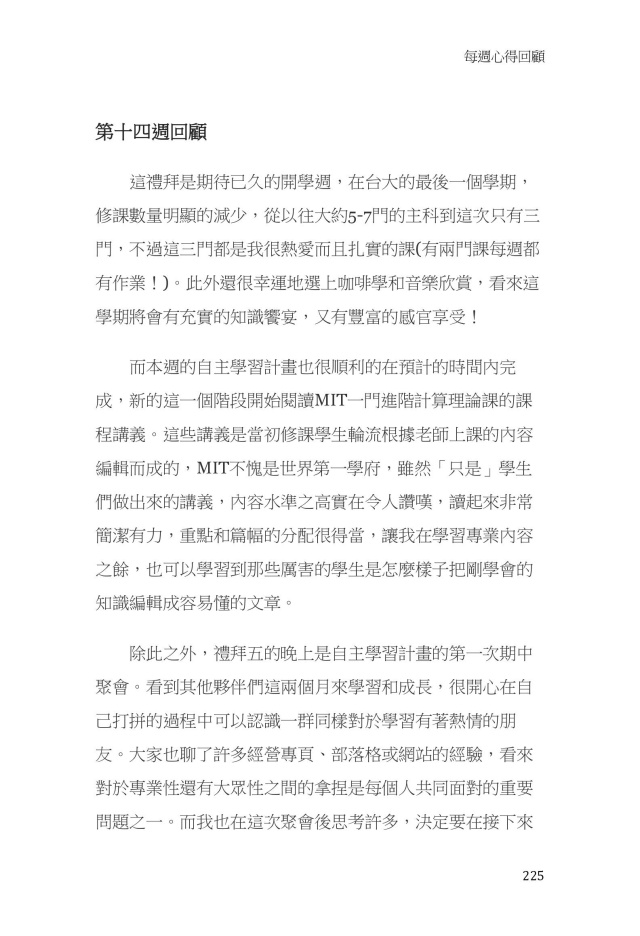 每週心得回顧
第十四週回顧
這禮拜是期待已久的開學週，在台大的最後一個學期，
修課數量明顯的減少，從以往大約5-7門的主科到這次只有三
門，不過這三門都是我很熱愛而且扎實的課(有兩門課每週都
有作業！)。此外還很幸運地選上咖啡學和音樂欣賞，看來這
學期將會有充實的知識饗宴，又有豐富的感官享受！
而本週的自主學習計畫也很順利的在預計的時間內完
成，新的這一個階段開始閱讀MIT一門進階計算理論課的課
程講義。這些講義是當初修課學生輪流根據老師上課的內容
編輯而成的，MIT不愧是世界第一學府，雖然「只是」學生
們做出來的講義，內容水準之高實在令人讚嘆，讀起來非常
簡潔有力，重點和篇幅的分配很得當，讓我在學習專業內容
之餘，也可以學習到那些厲害的學生是怎麼樣子把剛學會的
知識編輯成容易懂的文章。
除此之外，禮拜五的晚上是自主學習計畫的第一次期中
聚會。看到其他夥伴們這兩個月來學習和成長，很開心在自
己打拼的過程中可以認識一群同樣對於學習有著熱情的朋
友。大家也聊了許多經營專頁、部落格或網站的經驗，看來
對於專業性還有大眾性之間的拿捏是每個人共同面對的重要
問題之一。而我也在這次聚會後思考許多，決定要在接下來
225